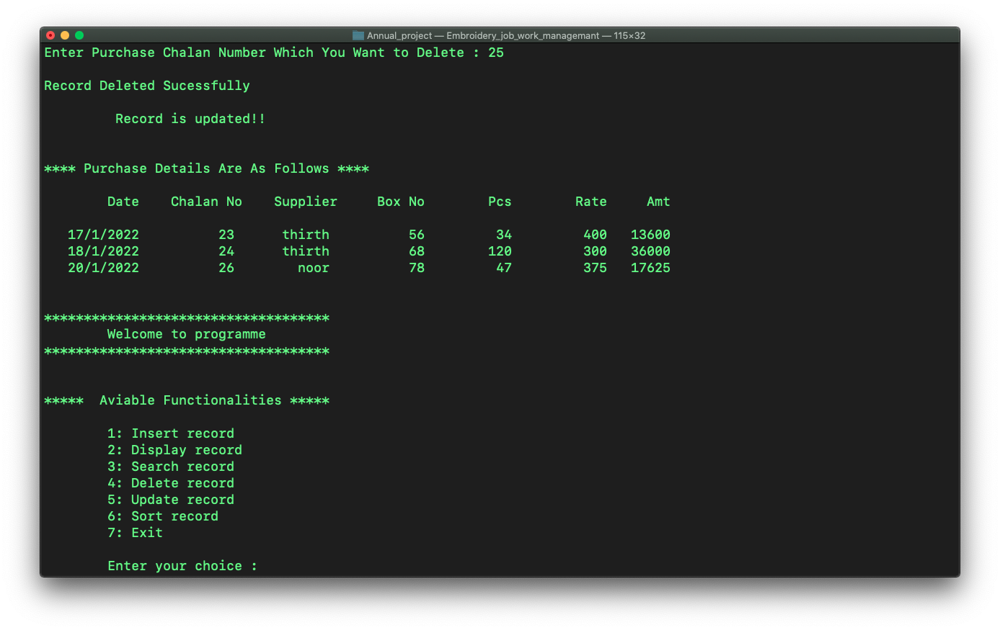 Annual_project — Embroidery_job_work_managemant — 115×32
Enter Purchase Chalan Number Which You Want to Delete : 25
Record Deleted Sucessfully
Record is updated!!
**** Purchase Details Are As Follows ****
Date Chalan No Supplier Box No Pcs Rate Amt
17/1/2022 23 thirth 56 34 400 13600
18/1/2022 24 thirth 68 120 300 36000
20/1/2022 26 noor 78 47 375 17625
************************************
Welcome to programme
************************************
***** Aviable Functionalities *****
1: Insert record
2: Display record
3: Search record
4: Delete record
5: Update record
6: Sort record
7: Exit
Enter your choice :